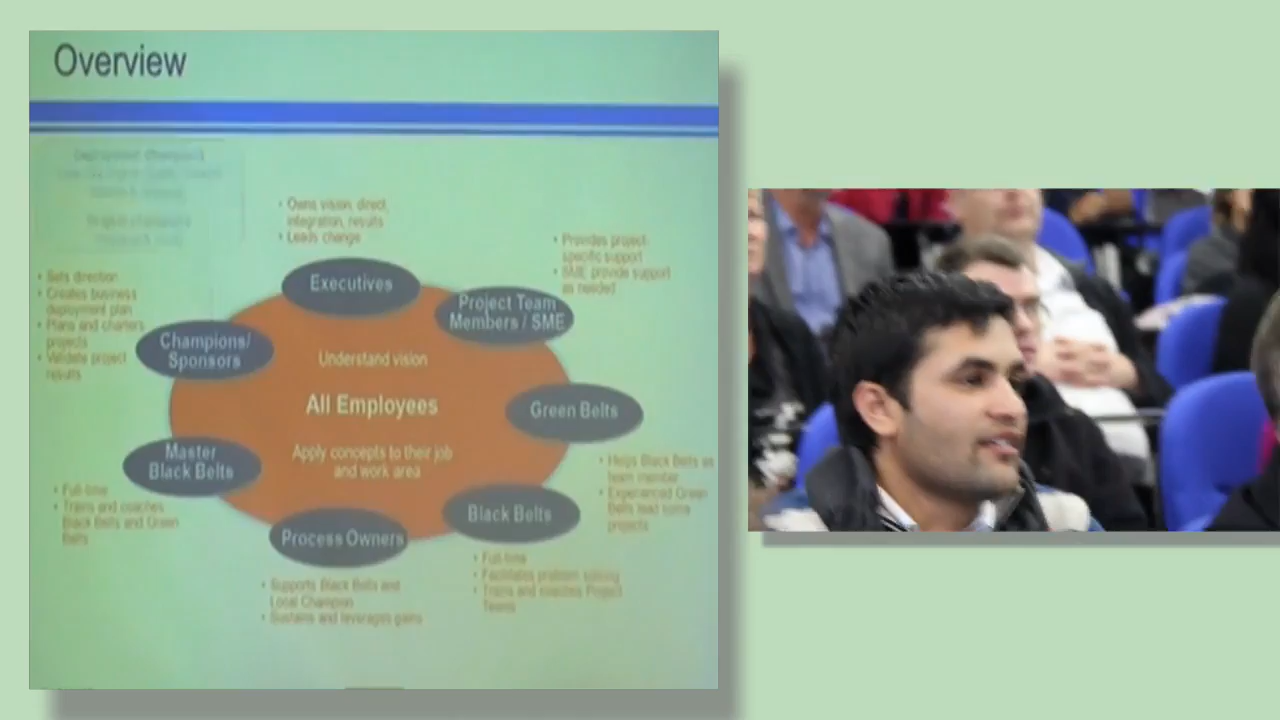 Overview
• Owns vision, direct,
integration, results
• Leads change
• Provides project-
specific support
• SME provide support
as needed
• Sets direction
• Creates business
deployment plan
• Plans and charters
projects
• Validate project
results
Executives
Project Team
Members / SME
Champions/
Sponsors
Understand vision
All Employees
Green Belts
Apply concepts to their job
and work area
Master
Black Belts
• Helps Black Belts as
team member
• Experienced Green
Belts lead some
projects
• Full-time
• Trains and coaches
Black Belts and Green
Belts
Black Belts
Process Owners
• Full-time
• Facilitates problem solving
• Trains and coaches Project
Teams
• Supports Black Belts and
Local Champion
• Sustains and leverages gains